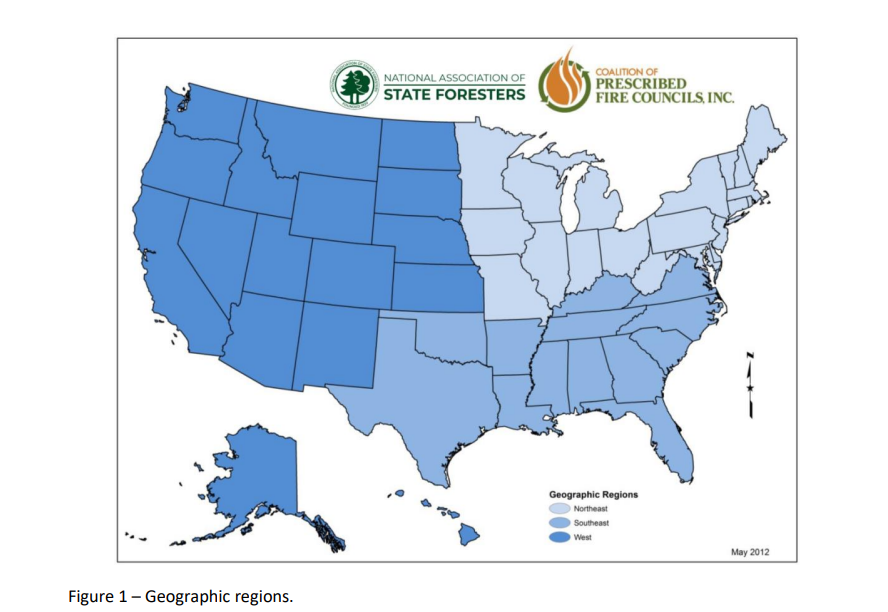 NATIONAL ASSOCIATION OF
STATE FORESTERS
COALITION OF
PRESCRIBED
FIRE COUNCILS, INC.
N
Geographic Regions
Northeast
Southeast
West
May 2012
Figure 1 – Geographic regions.